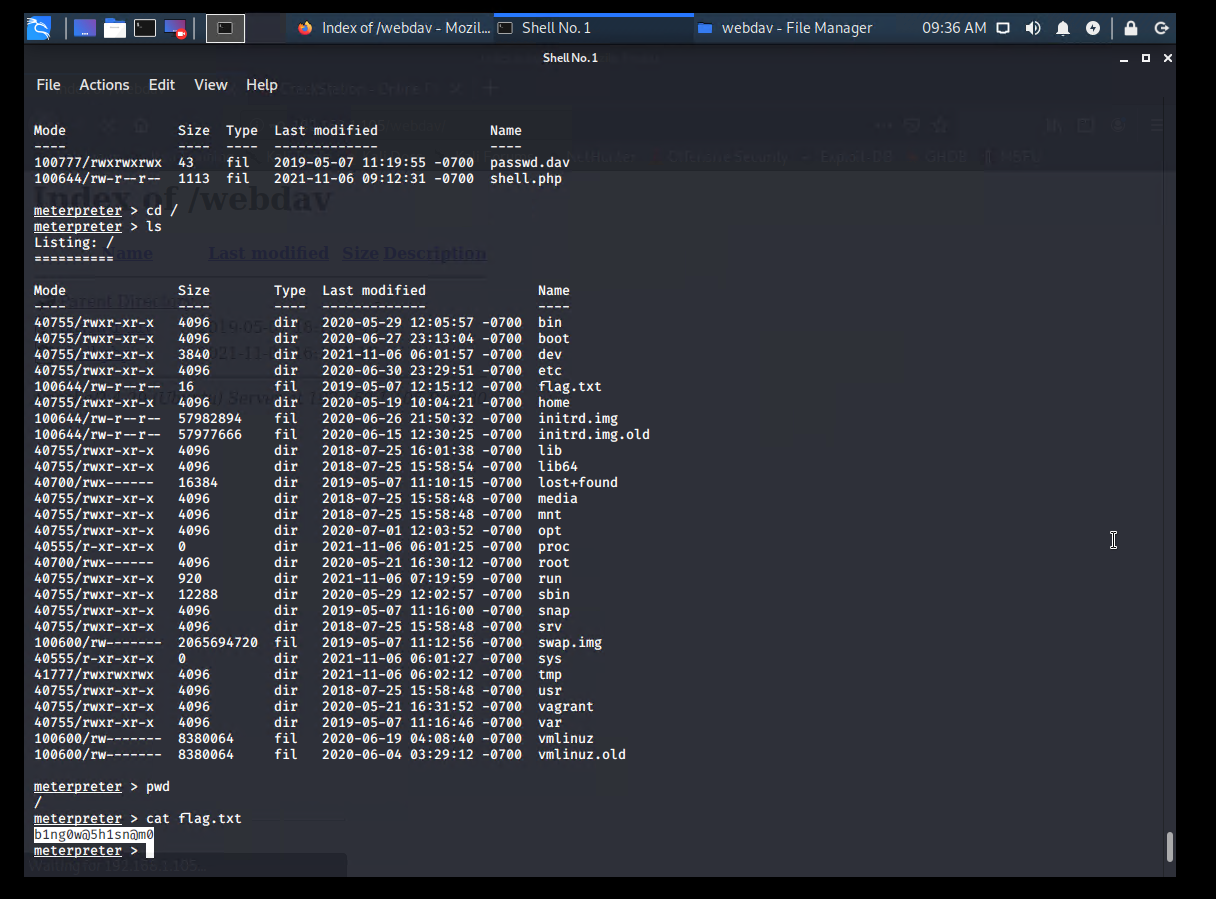 Index of /webdav - Mozil...
Shell No. 1
webdav - File Manager
09:36 AM
Shell No. 1
File Actions Edit View Help
Mode Size Type Last modified Name
---- ---- ---- ------------- ----
100777/rwxrwxrwx 43 fil 2019-05-07 11:19:55 -0700 passwd.dav
100644/rw-r--r-- 1113 fil 2021-11-06 09:12:31 -0700 shell.php
Index of /webdav
meterpreter > cd /
meterpreter > ls
Listing: /
==========
Name Last modified Size Description
Mode Size Type Last modified Name
---- ---- ---- ------------- ----
40755/rwxr-xr-x 4096 dir 2020-05-29 12:05:57 -0700 bin
40755/rwxr-xr-x 4096 dir 2020-06-27 23:13:04 -0700 boot
40755/rwxr-xr-x 3840 dir 2021-11-06 06:01:57 -0700 dev
40755/rwxr-xr-x 4096 dir 2020-06-30 23:29:51 -0700 etc
100644/rw-r--r-- 16 fil 2019-05-07 12:15:12 -0700 flag.txt
40755/rwxr-xr-x 4096 dir 2020-05-19 10:04:21 -0700 home
100644/rw-r--r-- 57982894 fil 2020-06-26 21:50:32 -0700 initrd.img
100644/rw-r--r-- 57977666 fil 2020-06-15 12:30:25 -0700 initrd.img.old
40755/rwxr-xr-x 4096 dir 2018-07-25 16:01:38 -0700 lib
40755/rwxr-xr-x 4096 dir 2018-07-25 15:58:54 -0700 lib64
40700/rwx------ 16384 dir 2019-05-07 11:10:15 -0700 lost+found
40755/rwxr-xr-x 4096 dir 2018-07-25 15:58:48 -0700 media
40755/rwxr-xr-x 4096 dir 2018-07-25 15:58:48 -0700 mnt
40755/rwxr-xr-x 4096 dir 2020-07-01 12:03:52 -0700 opt
40555/r-xr-xr-x 0 dir 2021-11-06 06:01:25 -0700 proc
40700/rwx------ 4096 dir 2020-05-21 16:30:12 -0700 root
40755/rwxr-xr-x 920 dir 2021-11-06 07:19:59 -0700 run
40755/rwxr-xr-x 12288 dir 2020-05-29 12:02:57 -0700 sbin
40755/rwxr-xr-x 4096 dir 2019-05-07 11:16:00 -0700 snap
40755/rwxr-xr-x 4096 dir 2018-07-25 15:58:48 -0700 srv
100600/rw------- 2065694720 fil 2019-05-07 11:12:56 -0700 swap.img
40555/r-xr-xr-x 0 dir 2021-11-06 06:01:27 -0700 sys
41777/rwxrwxrwx 4096 dir 2021-11-06 06:02:12 -0700 tmp
40755/rwxr-xr-x 4096 dir 2018-07-25 15:58:48 -0700 usr
40755/rwxr-xr-x 4096 dir 2020-05-21 16:31:52 -0700 vagrant
40755/rwxr-xr-x 4096 dir 2019-05-07 11:16:46 -0700 var
100600/rw------- 8380064 fil 2020-06-19 04:08:40 -0700 vmlinuz
100600/rw------- 8380064 fil 2020-06-04 03:29:12 -0700 vmlinuz.old
meterpreter > pwd
/
meterpreter > cat flag.txt
b1ng0w@5h1sn@m0
meterpreter >
Waiting for 192.168.1.105...